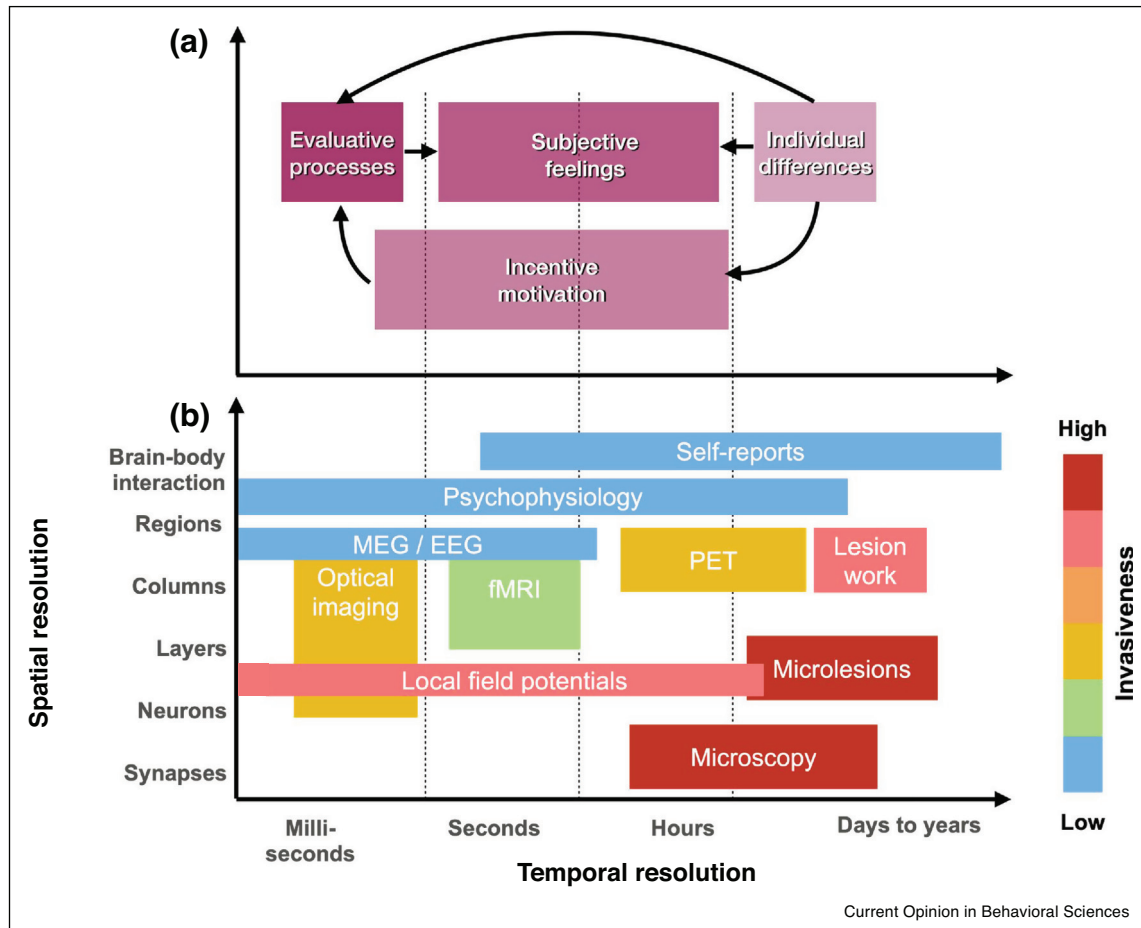 (a)
Evaluative
processes
Subjective
feelings
Individual
differences
Incentive
motivation
(b)
Spatial resolution
Brain-body
interaction
Regions
Columns
Layers
Neurons
Synapses
Self-reports
Psychophysiology
MEG / EEG
Optical
imaging
fMRI
PET
Lesion
work
Local field potentials
Microlesions
Microscopy
High
Invasiveness
Low
Milli-
seconds
Seconds
Hours
Days to years
Temporal resolution
Current Opinion in Behavioral Sciences